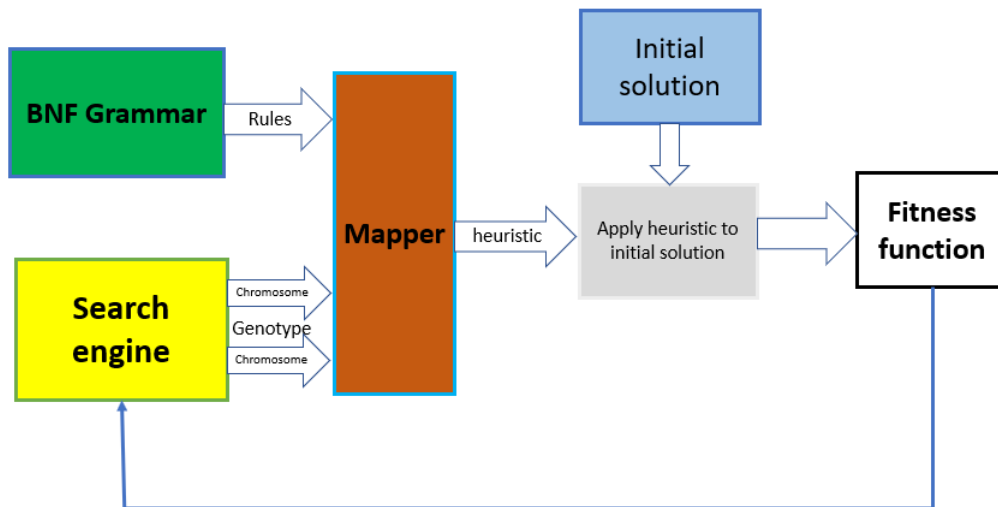 Initial
solution
BNF Grammar
Rules
Mapper
heuristic
Apply heuristic to
initial solution
Fitness
function
Search
engine
Chromosome
Genotype
Chromosome